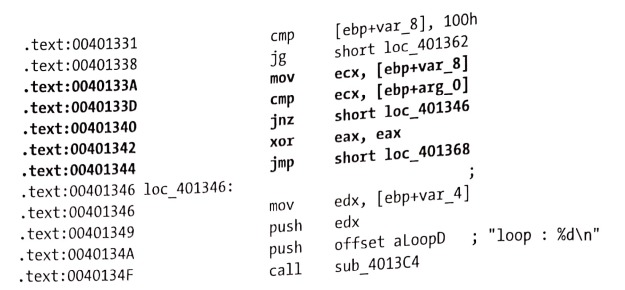 .text:00401331 cmp [ebp+var_8], 100h
.text:00401338 jg short loc_401362
.text:0040133A mov ecx, [ebp+var_8]
.text:0040133D cmp ecx, [ebp+arg_0]
.text:00401340 jnz short loc_401346
.text:00401342 xor eax, eax
.text:00401344 jmp short loc_401368
.text:00401346 loc_401346: ;
.text:00401346 mov edx, [ebp+var_4]
.text:00401349 push edx
.text:0040134A push offset aLoopD ; "loop : %d\n"
.text:0040134F call sub_4013C4